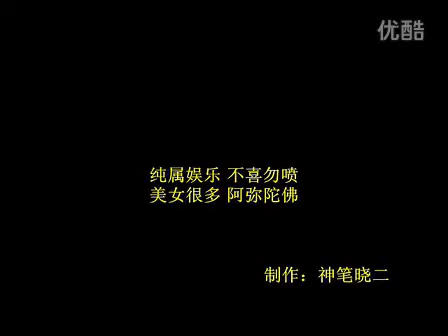 优酷
纯属娱乐 不喜勿喷
美女很多 阿弥陀佛
制作：神笔晓二